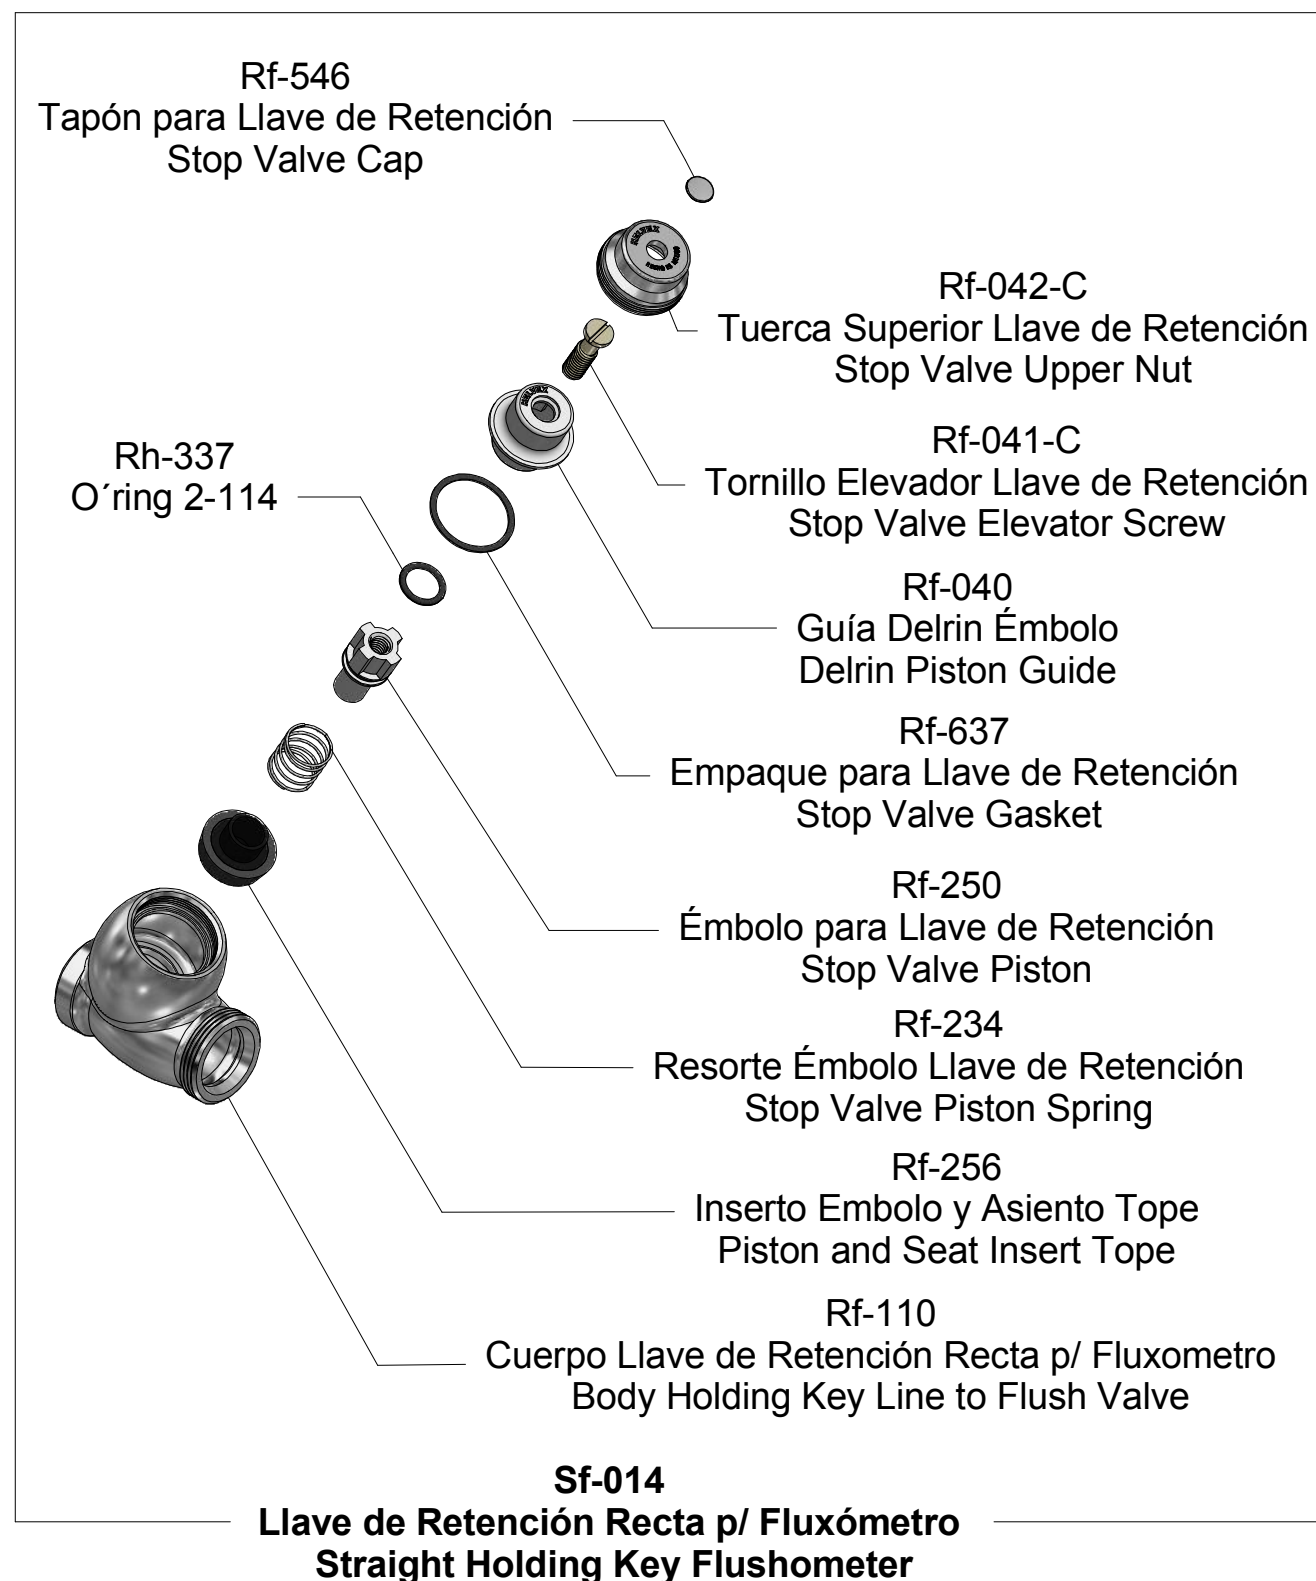 Rf-546
Tapón para Llave de Retención
Stop Valve Cap
HELVEX
Rf-042-C
Tuerca Superior Llave de Retención
Stop Valve Upper Nut
HELVEX
Rf-041-C
Tornillo Elevador Llave de Retención
Stop Valve Elevator Screw
Rh-337
O´ring 2-114
Rf-040
Guía Delrin Émbolo
Delrin Piston Guide
Rf-637
Empaque para Llave de Retención
Stop Valve Gasket
Rf-250
Émbolo para Llave de Retención
Stop Valve Piston
Rf-234
Resorte Émbolo Llave de Retención
Stop Valve Piston Spring
Rf-256
Inserto Embolo y Asiento Tope
Piston and Seat Insert Tope
Rf-110
Cuerpo Llave de Retención Recta p/ Fluxometro
Body Holding Key Line to Flush Valve
Sf-014
Llave de Retención Recta p/ Fluxómetro
Straight Holding Key Flushometer